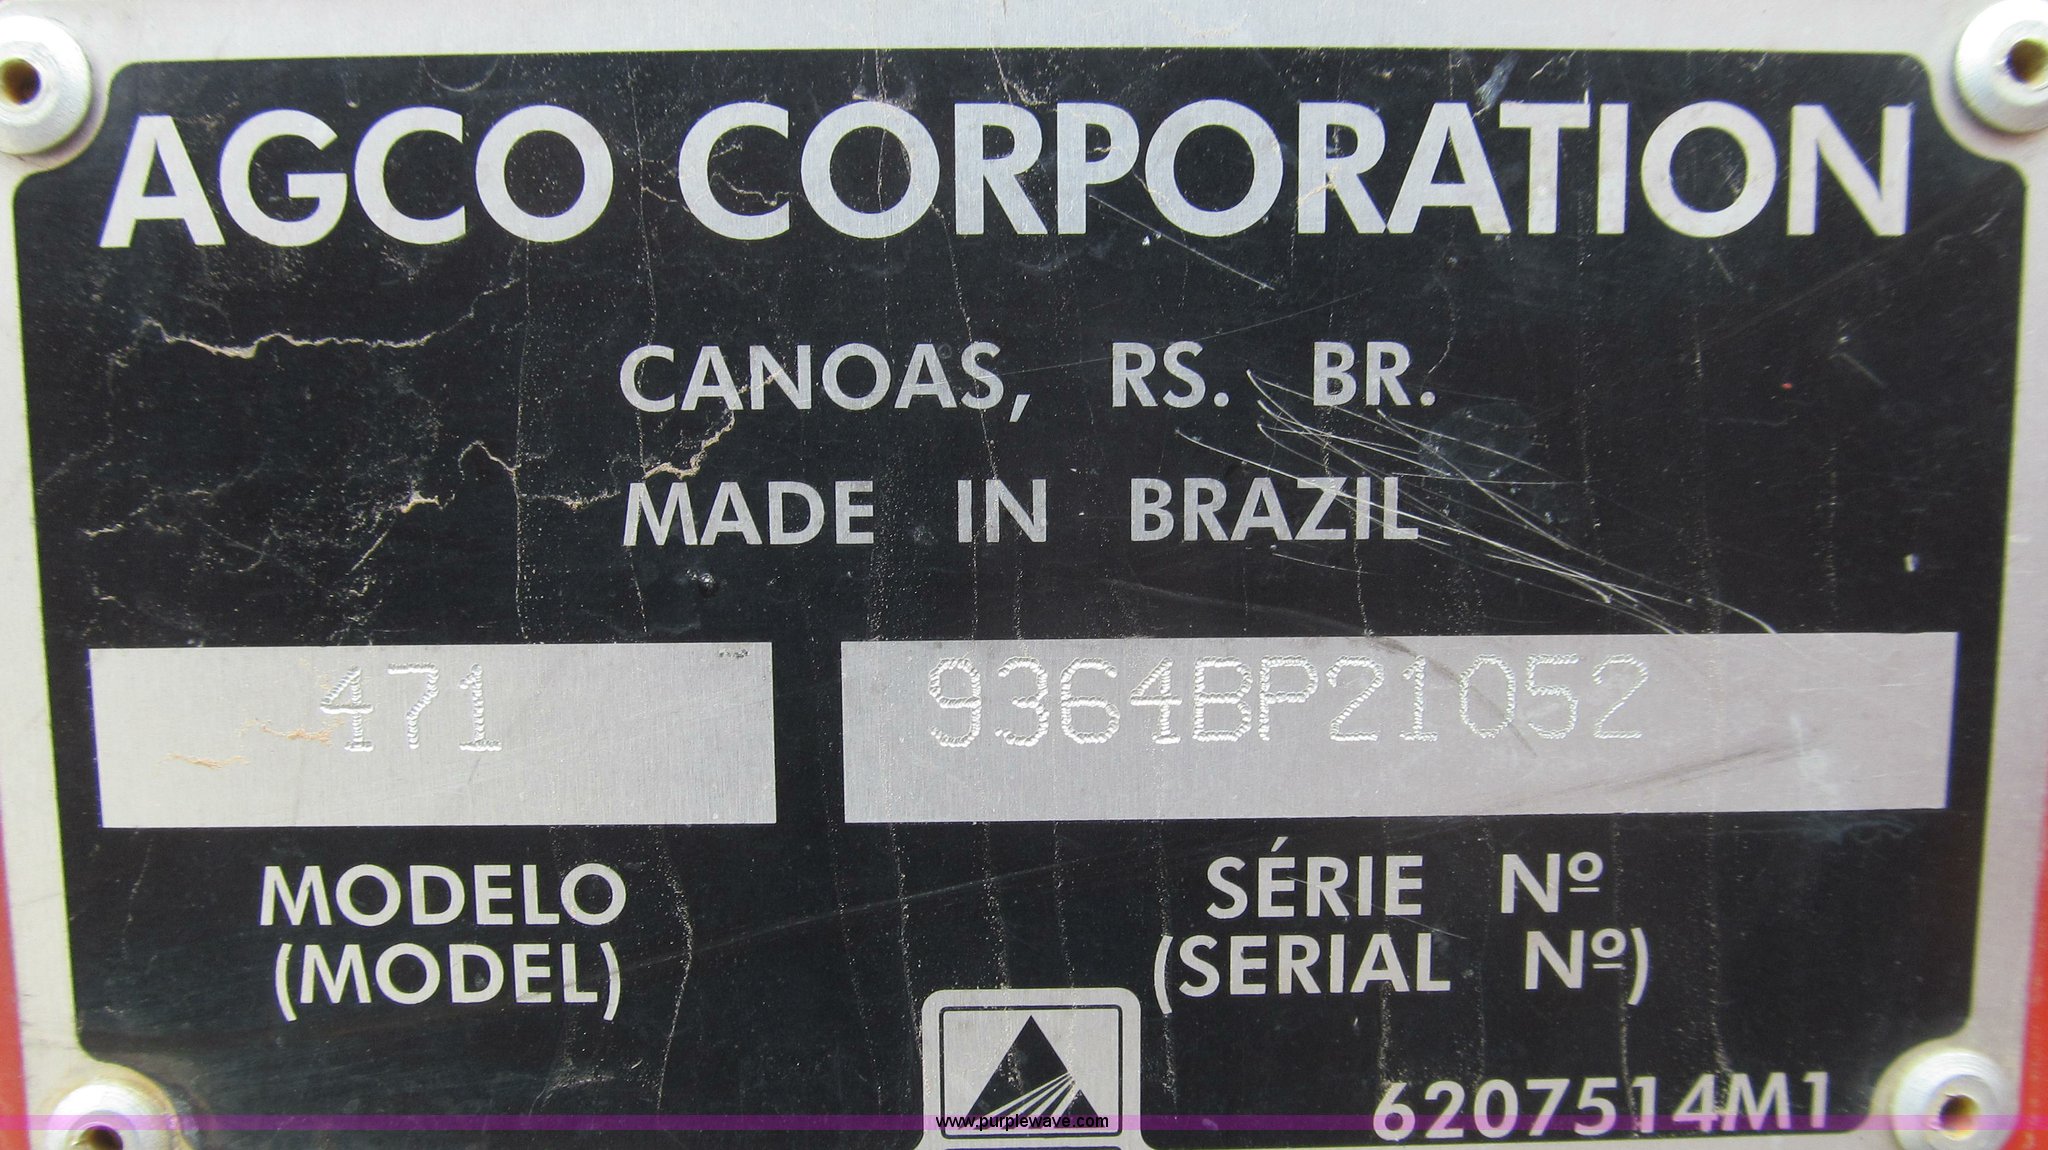 AGCO CORPORATION
CANOAS, RS. BR.
MADE IN BRAZIL
471 9364BP21052
MODELO SÉRIE Nº
(MODEL) (SERIAL Nº)
6207514M1
www.purplewave.com